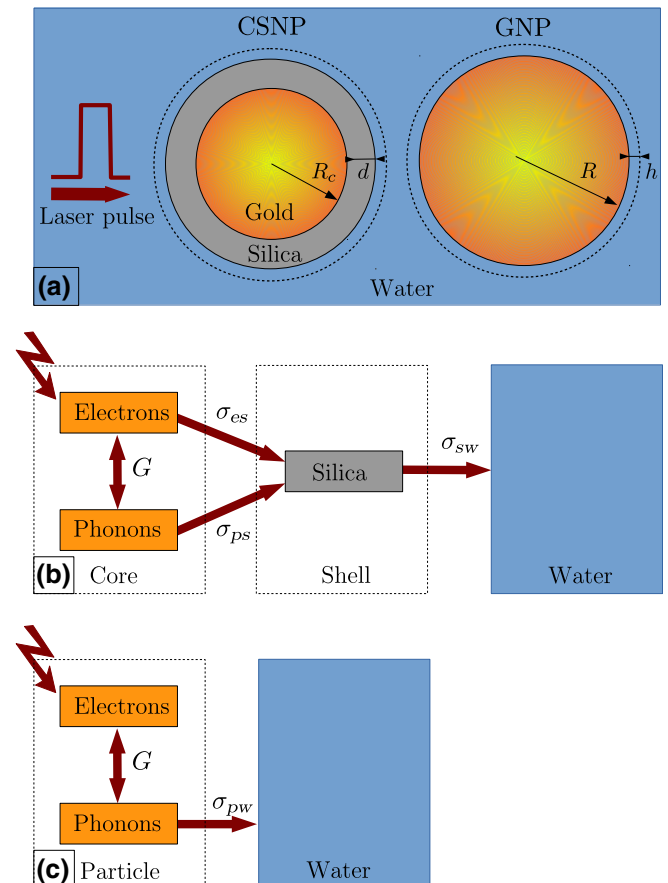 CSNP
GNP
Laser pulse
R_c
d
R
h
Gold
Silica
Water
(a)
Electrons
σ_es
σ_sw
G
Silica
Phonons
σ_ps
(b)
Core
Shell
Water
Electrons
G
σ_pw
Phonons
(c)
Particle
Water